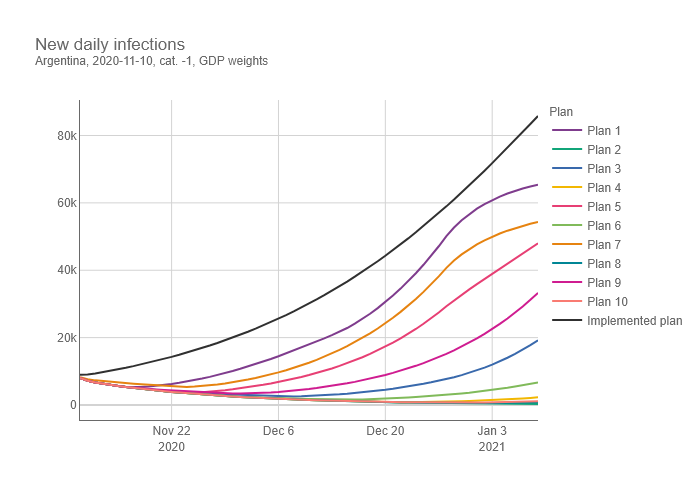 New daily infections
Argentina, 2020-11-10, cat. -1, GDP weights
Plan
Plan 1
Plan 2
Plan 3
Plan 4
Plan 5
Plan 6
Plan 7
Plan 8
Plan 9
Plan 10
Implemented plan
80k
60k
40k
20k
0
Nov 22
2020
Dec 6
Dec 20
Jan 3
2021